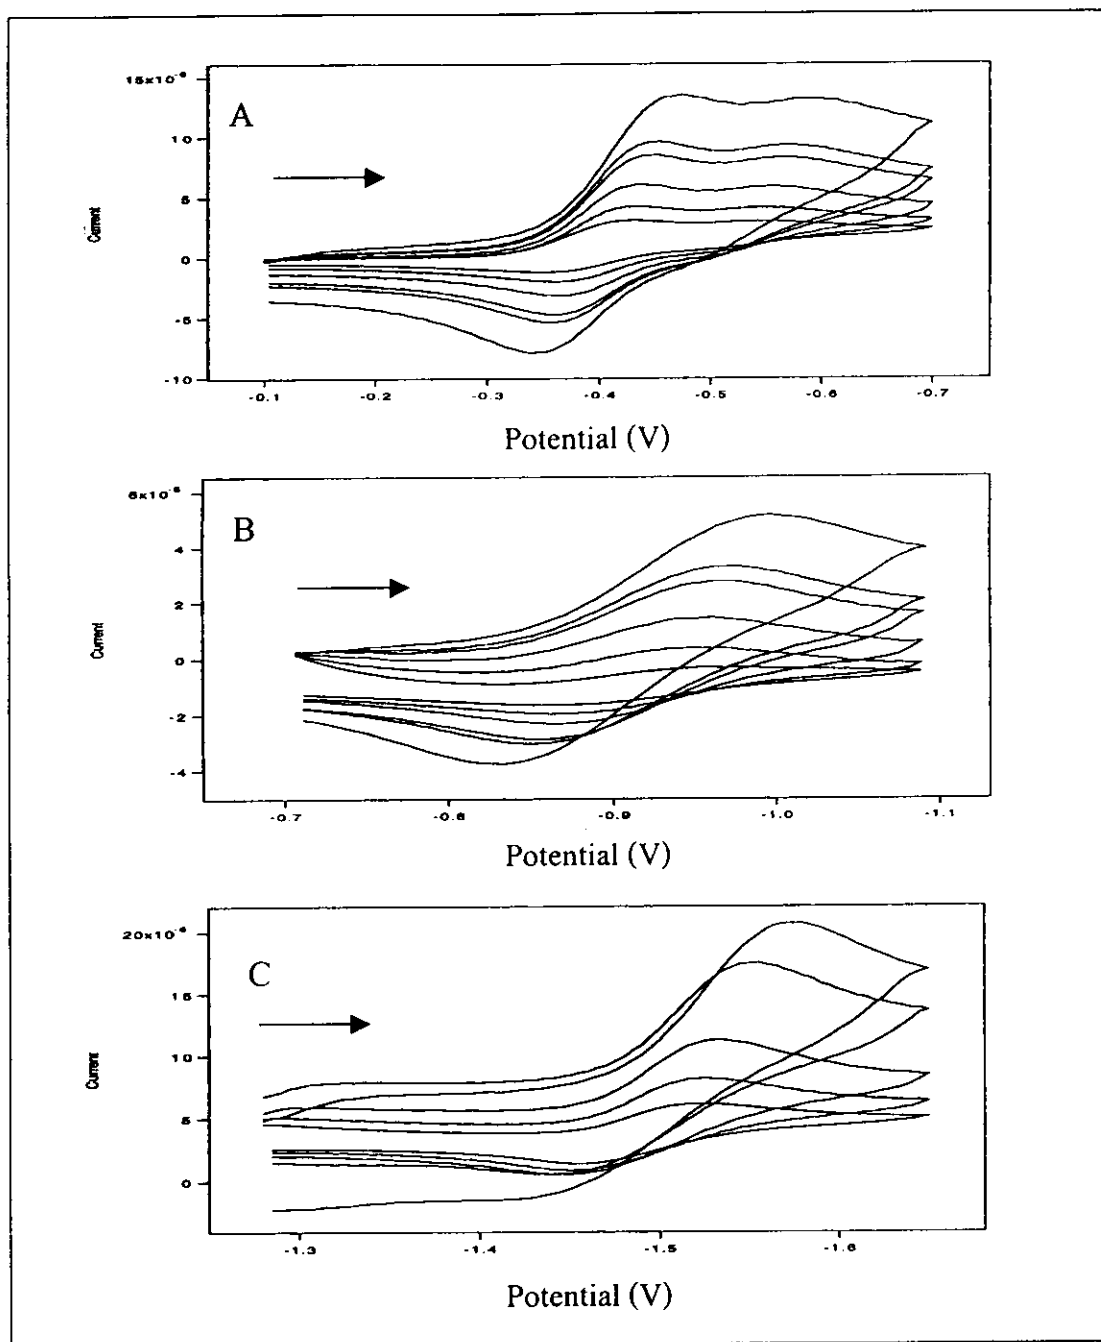 15x10⁻⁶
A
10
5
Current
0
-5
-10
-0.1 -0.2 -0.3 -0.4 -0.5 -0.6 -0.7
Potential (V)
6x10⁻⁶
B
4
2
Current
0
-2
-4
-0.7 -0.8 -0.9 -1.0 -1.1
Potential (V)
20x10⁻⁶
C
15
10
Current
5
0
-1.3 -1.4 -1.5 -1.6
Potential (V)